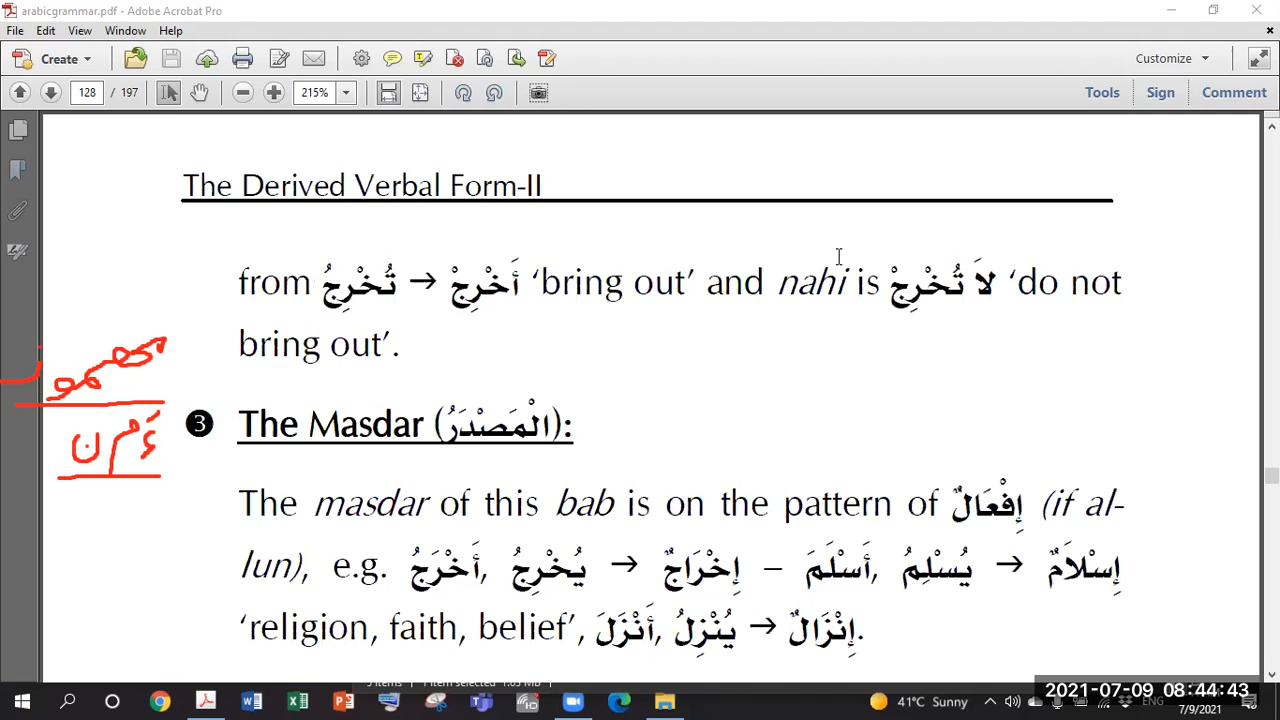 arabicgrammar.pdf - Adobe Acrobat Pro
File Edit View Window Help
Create Customize
128 / 197 215% Tools Sign Comment
The Derived Verbal Form-II
from تُخْرِجُ → أَخْرِجْ ‘bring out’ and nahi is لاَ تُخْرِجْ ‘do not
bring out’.
❸ The Masdar (الْمَصْدَرُ):
ءَ م ن
The masdar of this bab is on the pattern of إِفْعَالٌ (if al-
lun), e.g. أَخْرَجُ, يُخْرِجُ → إِخْرَاجٌ – أَسْلَمَ, يُسْلِمُ → إِسْلاَمٌ
‘religion, faith, belief’, أَنْزَلَ, يُنْزِلُ → إِنْزَالٌ.
41°C Sunny ENG 2021-07-09 08:44:43
7/9/2021